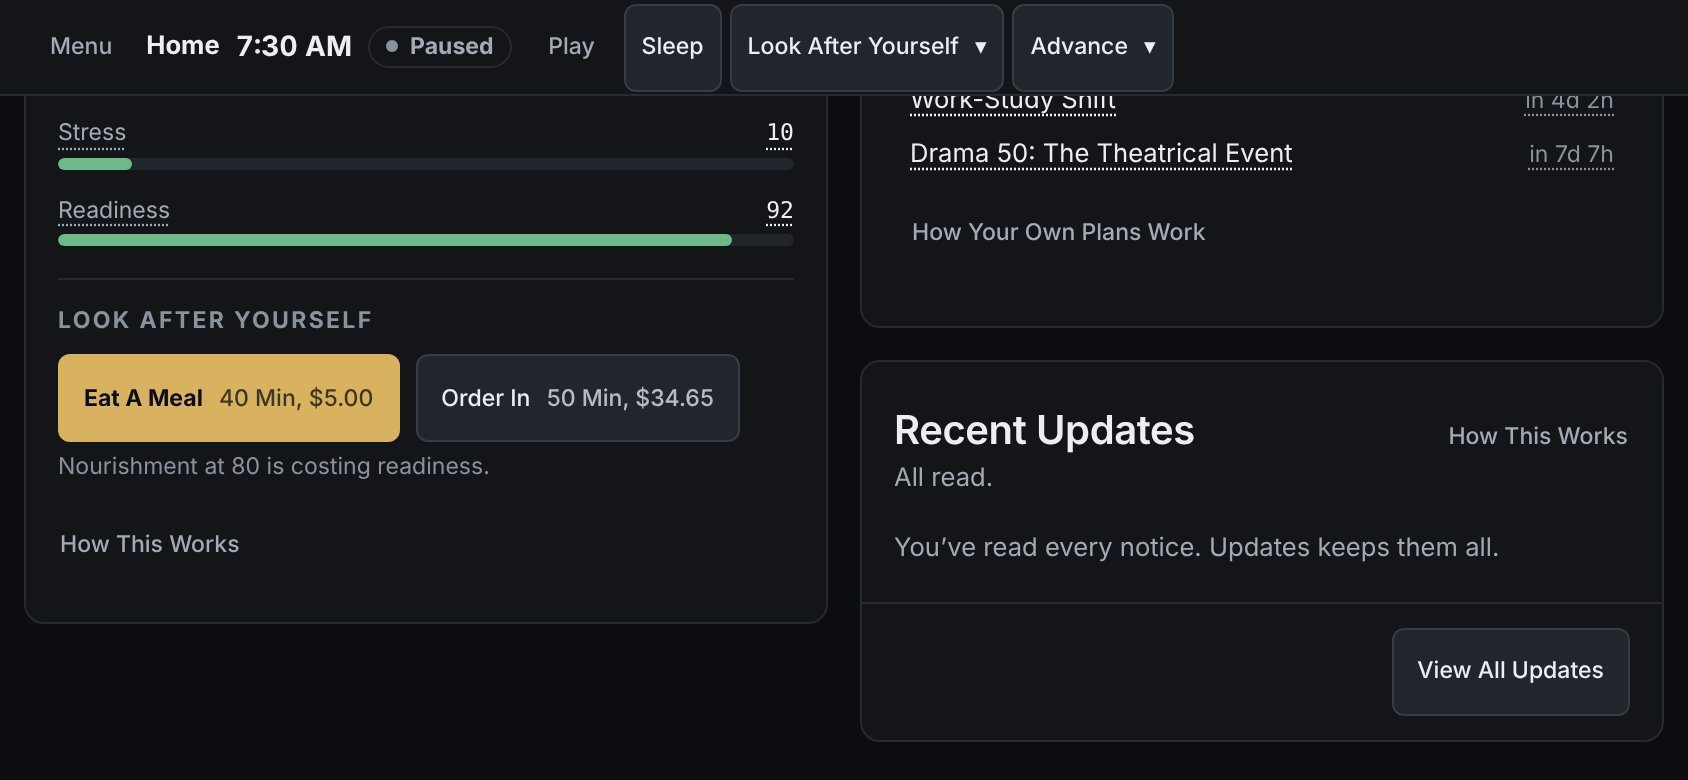 Menu Home 7:30 AM Paused Play Sleep Look After Yourself ▼ Advance ▼
Stress 10
Readiness 92
LOOK AFTER YOURSELF
Eat A Meal 40 Min, $5.00 Order In 50 Min, $34.65
Nourishment at 80 is costing readiness.
How This Works
Work-Study Shift in 4d 2h
Drama 50: The Theatrical Event in 7d 7h
How Your Own Plans Work
Recent Updates How This Works
All read.
You’ve read every notice. Updates keeps them all.
View All Updates